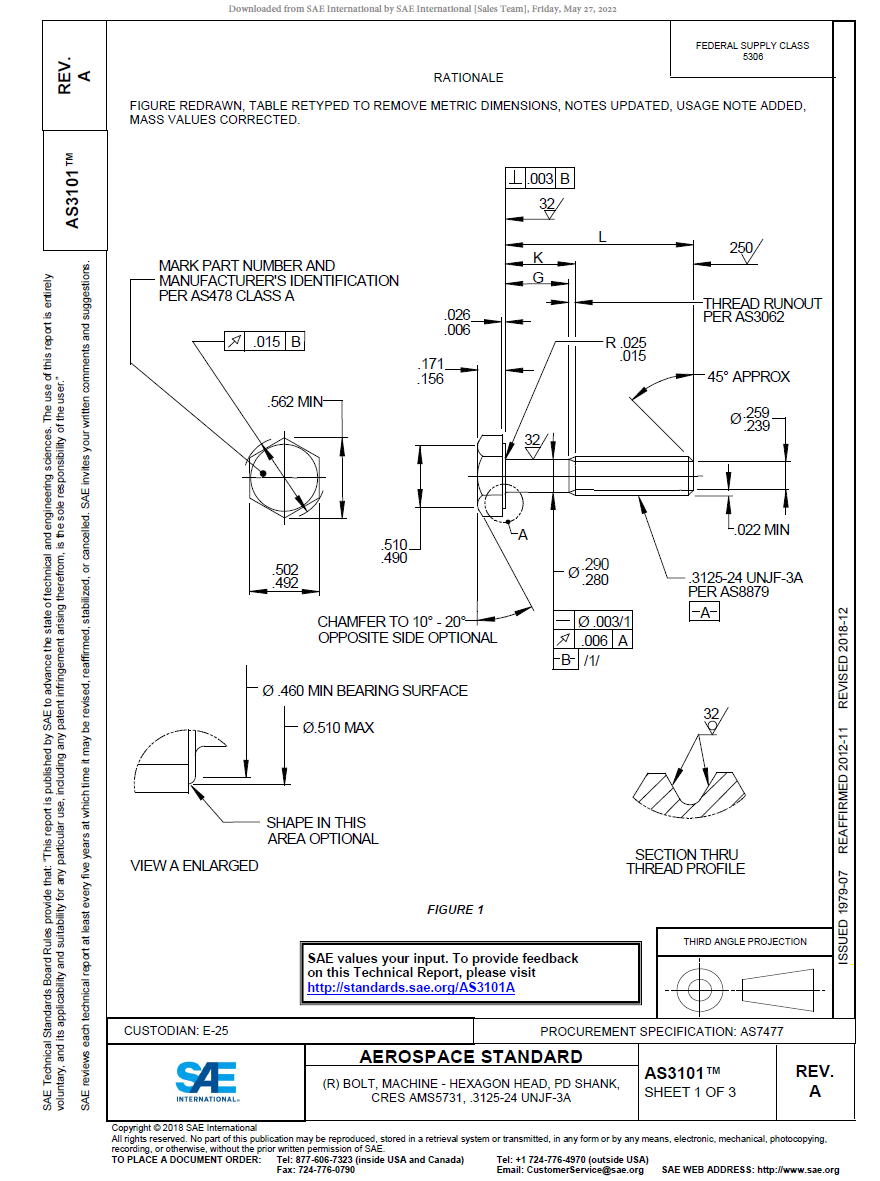 Downloaded from SAE International by SAE International [Sales Team], Friday, May 27, 2022
FEDERAL SUPPLY CLASS
5306
REV.
A
AS3101™
RATIONALE
FIGURE REDRAWN, TABLE RETYPED TO REMOVE METRIC DIMENSIONS, NOTES UPDATED, USAGE NOTE ADDED,
MASS VALUES CORRECTED.
⊥ .003 B
32
L
250
K
G
MARK PART NUMBER AND
MANUFACTURER'S IDENTIFICATION
PER AS478 CLASS A
THREAD RUNOUT
PER AS3062
.026
.006
↗ .015 B
R .025
.015
.171
.156
45° APPROX
.562 MIN
Ø .259
.239
32
A
.022 MIN
.510
.490
.502
.492
Ø .290
.280
.3125-24 UNJF-3A
PER AS8879
-A-
CHAMFER TO 10° - 20°
OPPOSITE SIDE OPTIONAL
— Ø .003/1
↗ .006 A
-B- /1/
Ø .460 MIN BEARING SURFACE
Ø.510 MAX
32
SHAPE IN THIS
AREA OPTIONAL
VIEW A ENLARGED
SECTION THRU
THREAD PROFILE
FIGURE 1
SAE values your input. To provide feedback
on this Technical Report, please visit
http://standards.sae.org/AS3101A
THIRD ANGLE PROJECTION
SAE Technical Standards Board Rules provide that: "This report is published by SAE to advance the state of technical and engineering sciences. The use of this report is entirely
voluntary, and its applicability and suitability for any particular use, including any patent infringement arising therefrom, is the sole responsibility of the user."
SAE reviews each technical report at least every five years at which time it may be revised, reaffirmed, stabilized, or cancelled. SAE invites your written comments and suggestions.
ISSUED 1979-07 REAFFIRMED 2012-11 REVISED 2018-12
CUSTODIAN: E-25
PROCUREMENT SPECIFICATION: AS7477
SAE
INTERNATIONAL®
AEROSPACE STANDARD
(R) BOLT, MACHINE - HEXAGON HEAD, PD SHANK,
CRES AMS5731, .3125-24 UNJF-3A
AS3101™
SHEET 1 OF 3
REV.
A
Copyright © 2018 SAE International
All rights reserved. No part of this publication may be reproduced, stored in a retrieval system or transmitted, in any form or by any means, electronic, mechanical, photocopying,
recording, or otherwise, without the prior written permission of SAE.
TO PLACE A DOCUMENT ORDER: Tel: 877-606-7323 (inside USA and Canada) Tel: +1 724-776-4970 (outside USA)
Fax: 724-776-0790 Email: CustomerService@sae.org SAE WEB ADDRESS: http://www.sae.org